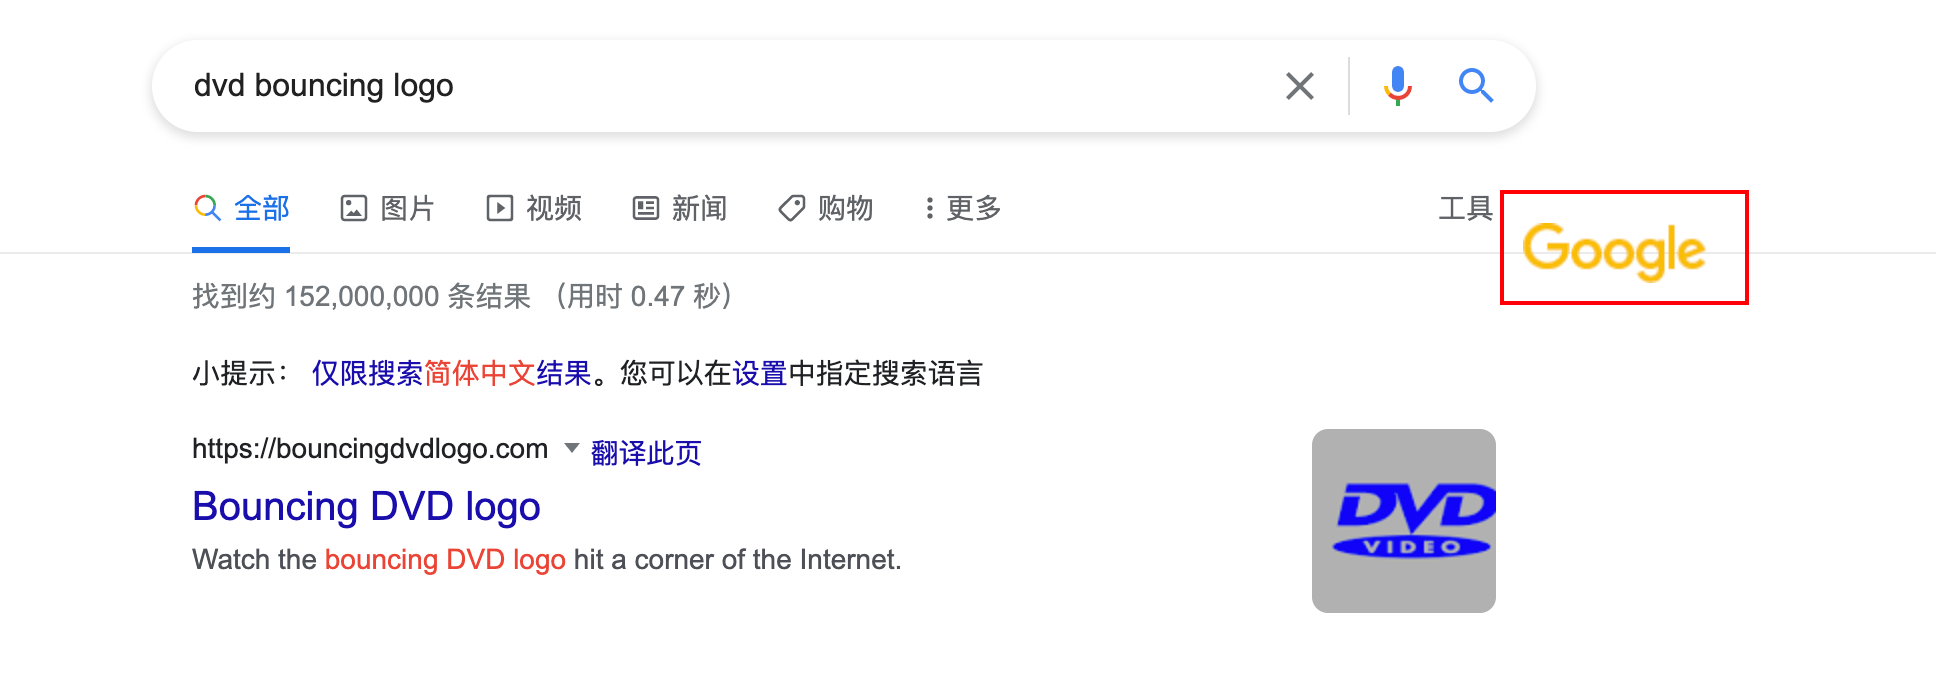 dvd bouncing logo
全部 图片 视频 新闻 购物 更多 工具
Google
找到约 152,000,000 条结果 （用时 0.47 秒）
小提示： 仅限搜索简体中文结果。您可以在设置中指定搜索语言
https://bouncingdvdlogo.com 翻译此页
Bouncing DVD logo
Watch the bouncing DVD logo hit a corner of the Internet.
DVD
VIDEO